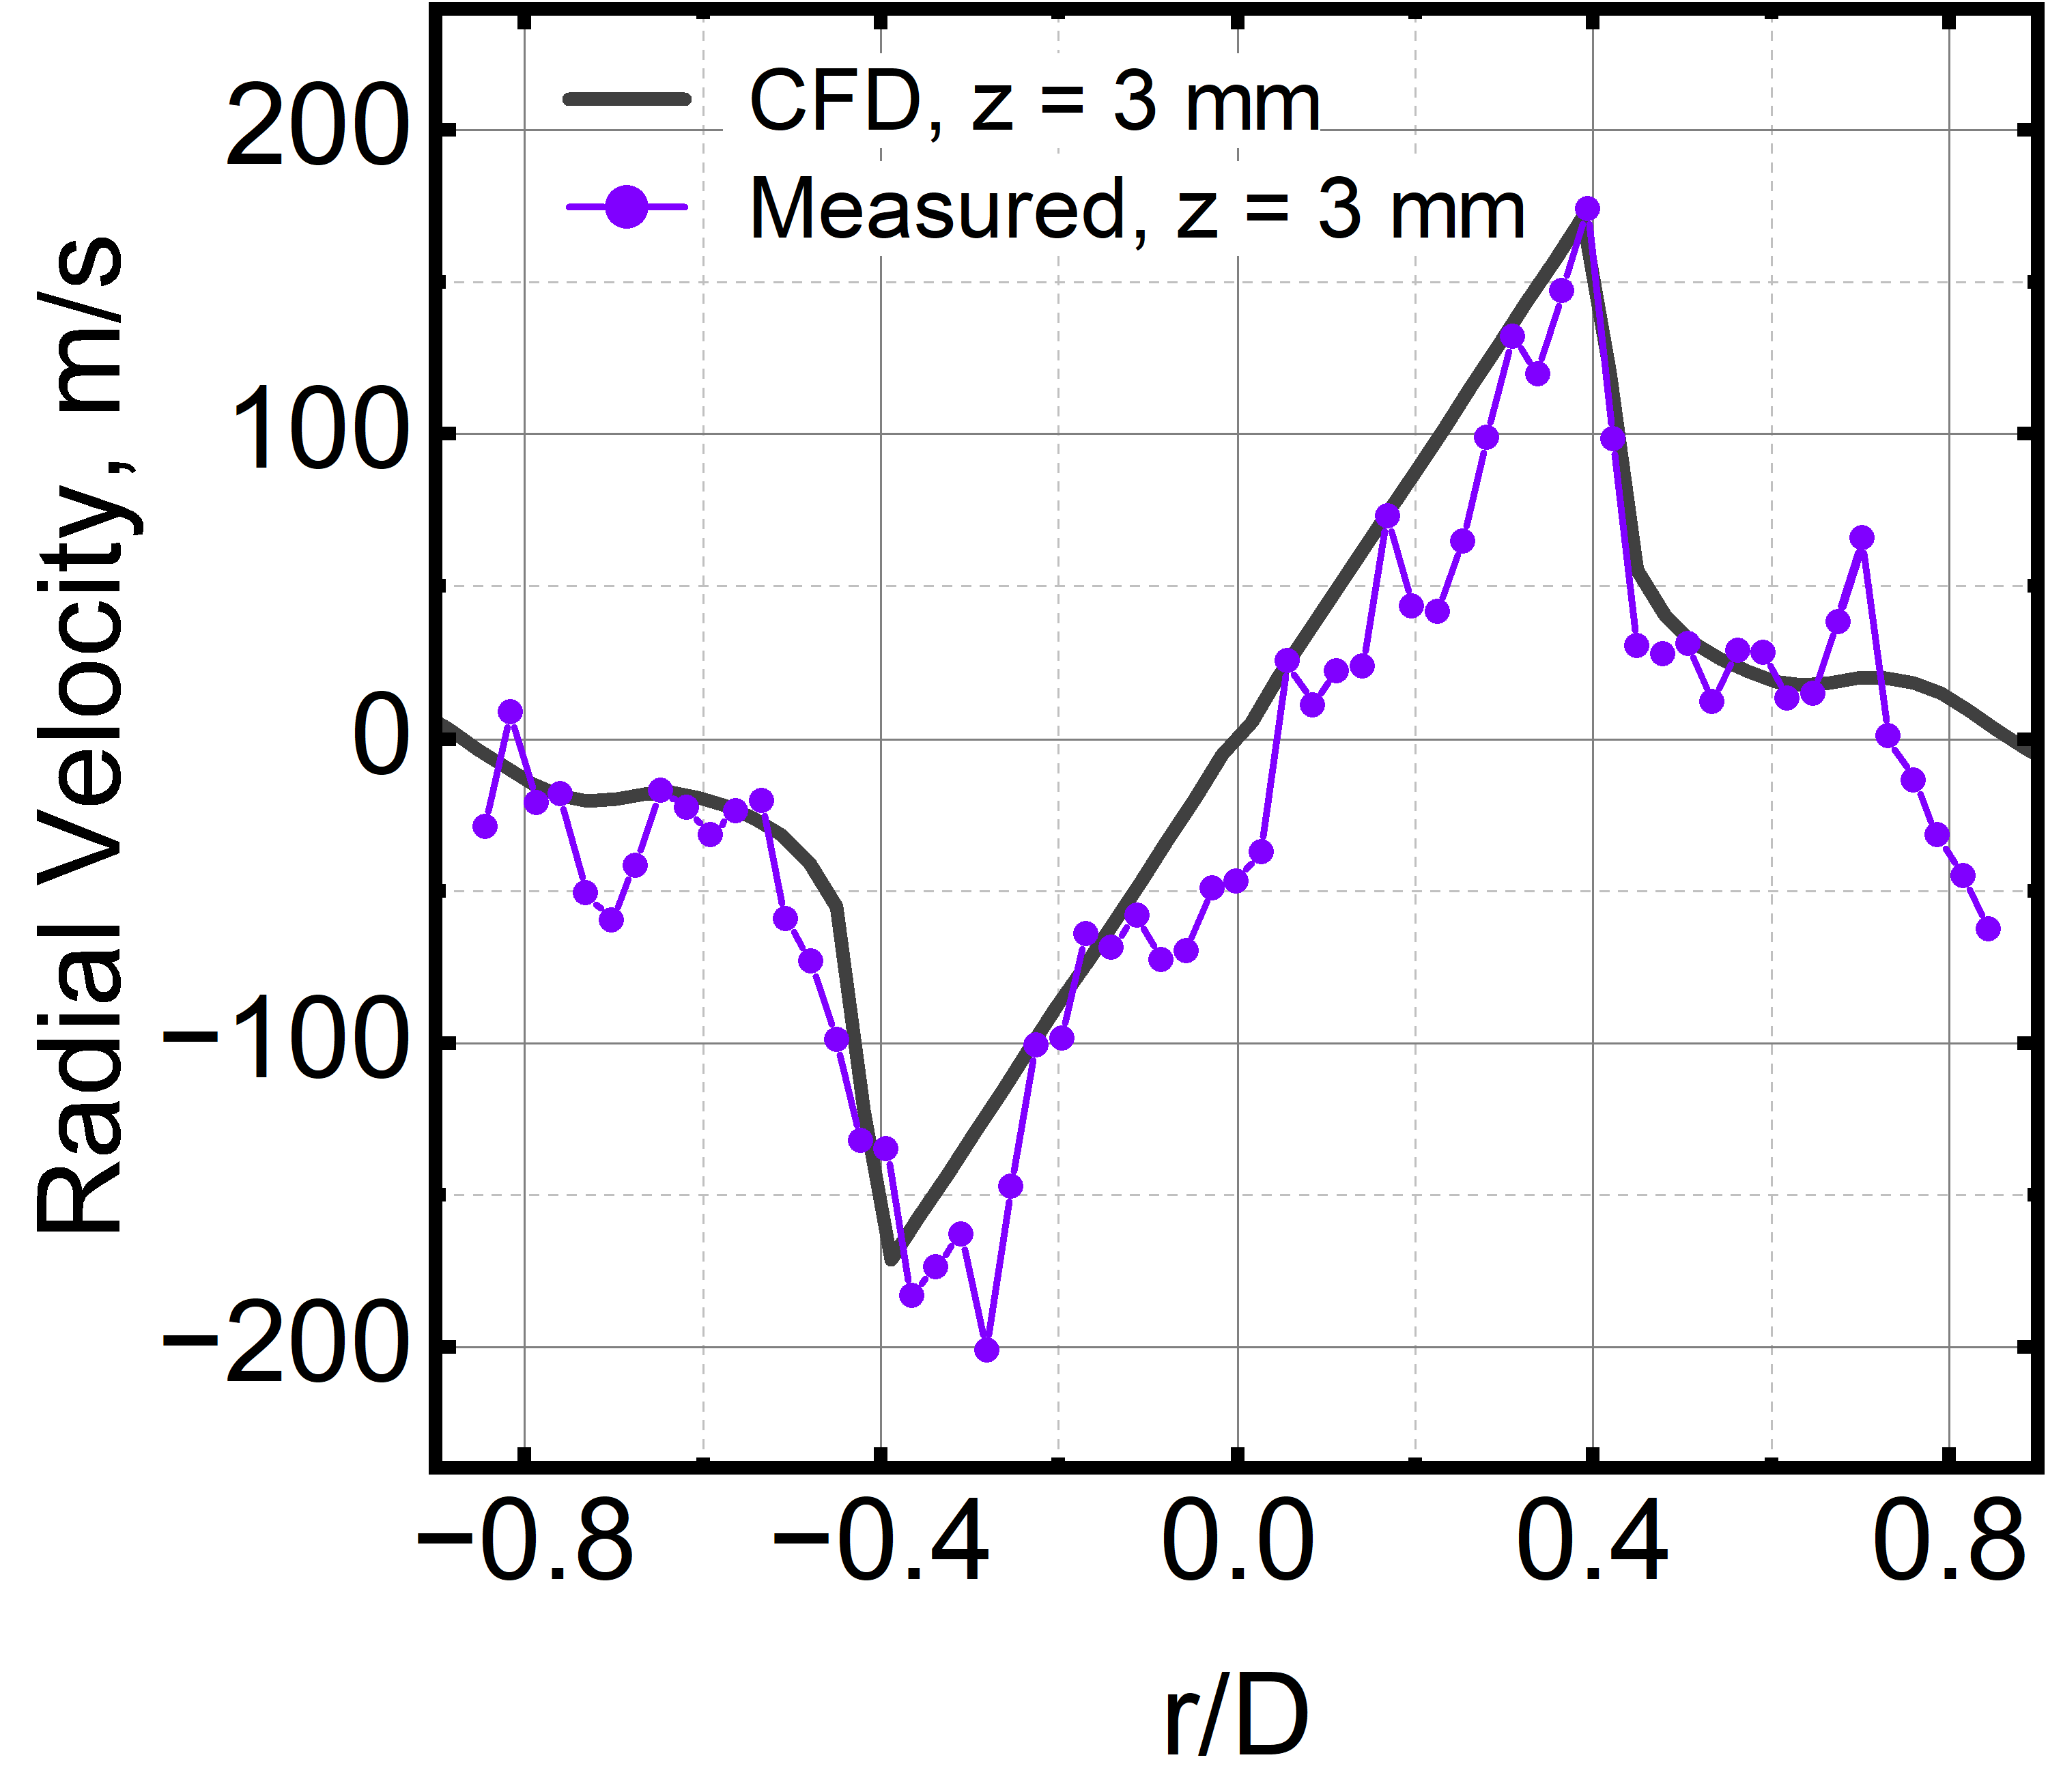 CFD, z = 3 mm
Measured, z = 3 mm
Radial Velocity, m/s
200
100
0
−100
−200
−0.8 −0.4 0.0 0.4 0.8
r/D